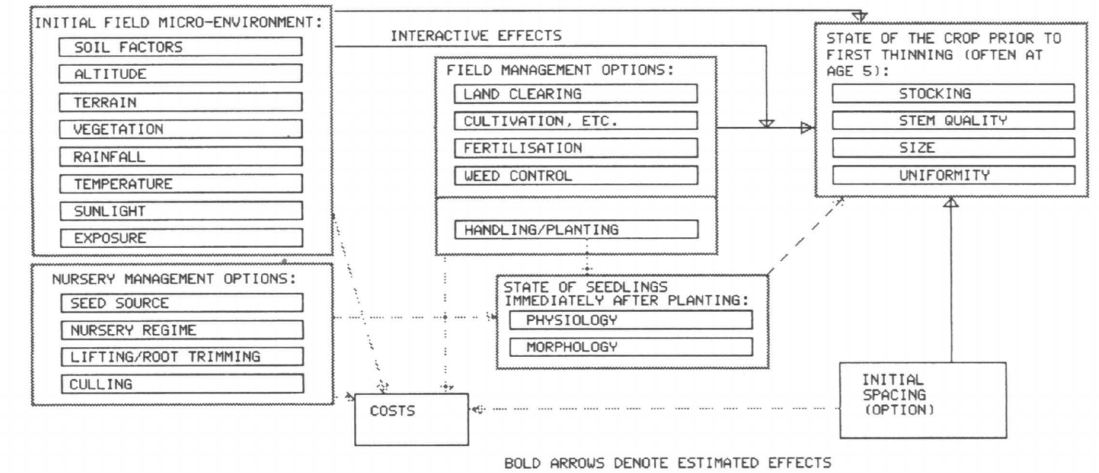 INITIAL FIELD MICRO-ENVIRONMENT:
SOIL FACTORS
ALTITUDE
TERRAIN
VEGETATION
RAINFALL
TEMPERATURE
SUNLIGHT
EXPOSURE
NURSERY MANAGEMENT OPTIONS:
SEED SOURCE
NURSERY REGIME
LIFTING/ROOT TRIMMING
CULLING
INTERACTIVE EFFECTS
FIELD MANAGEMENT OPTIONS:
LAND CLEARING
CULTIVATION, ETC.
FERTILISATION
WEED CONTROL
HANDLING/PLANTING
STATE OF SEEDLINGS
IMMEDIATELY AFTER PLANTING:
PHYSIOLOGY
MORPHOLOGY
COSTS
STATE OF THE CROP PRIOR TO
FIRST THINNING (OFTEN AT
AGE 5):
STOCKING
STEM QUALITY
SIZE
UNIFORMITY
INITIAL
SPACING
(OPTION)
BOLD ARROWS DENOTE ESTIMATED EFFECTS